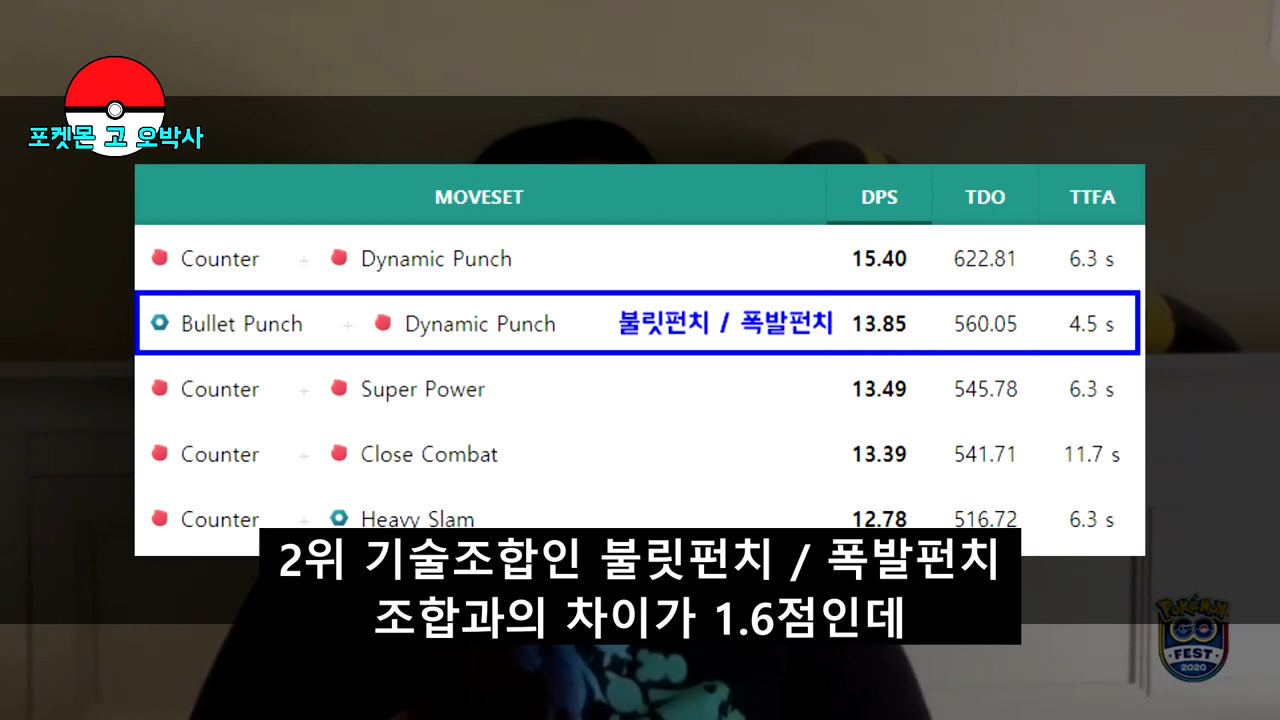 포켓몬 고 오박사
MOVESET DPS TDO TTFA
Counter + Dynamic Punch 15.40 622.81 6.3 s
Bullet Punch + Dynamic Punch 불릿펀치 / 폭발펀치 13.85 560.05 4.5 s
Counter + Super Power 13.49 545.78 6.3 s
Counter + Close Combat 13.39 541.71 11.7 s
Counter + Heavy Slam 12.78 516.72 6.3 s
2위 기술조합인 불릿펀치 / 폭발펀치
조합과의 차이가 1.6점인데
POKÉMON
GO
FEST
2020